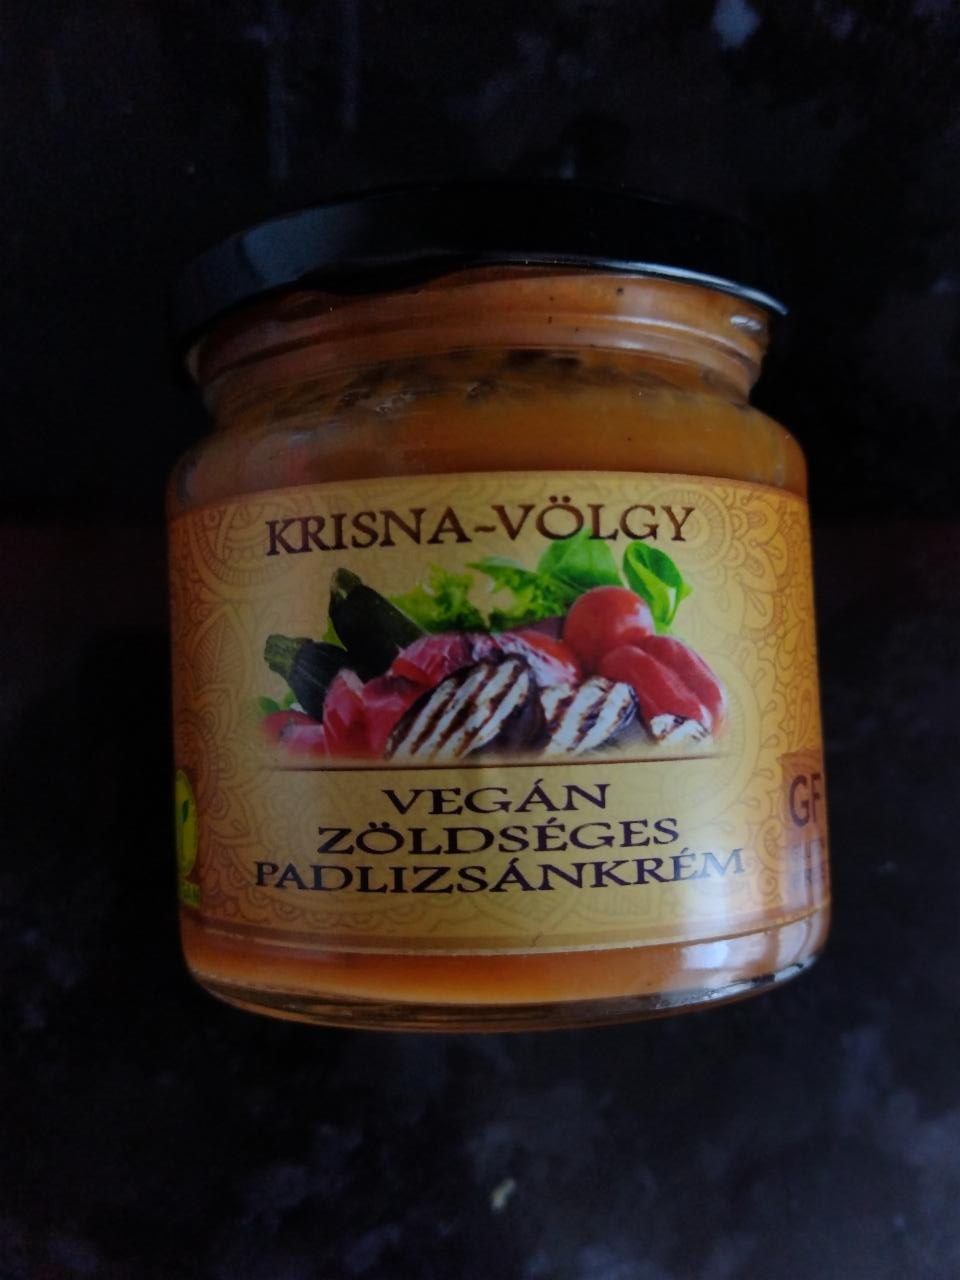 KRISNA-VÖLGY
VEGÁN
ZÖLDSÉGES
PADLIZSÁNKRÉM
GF